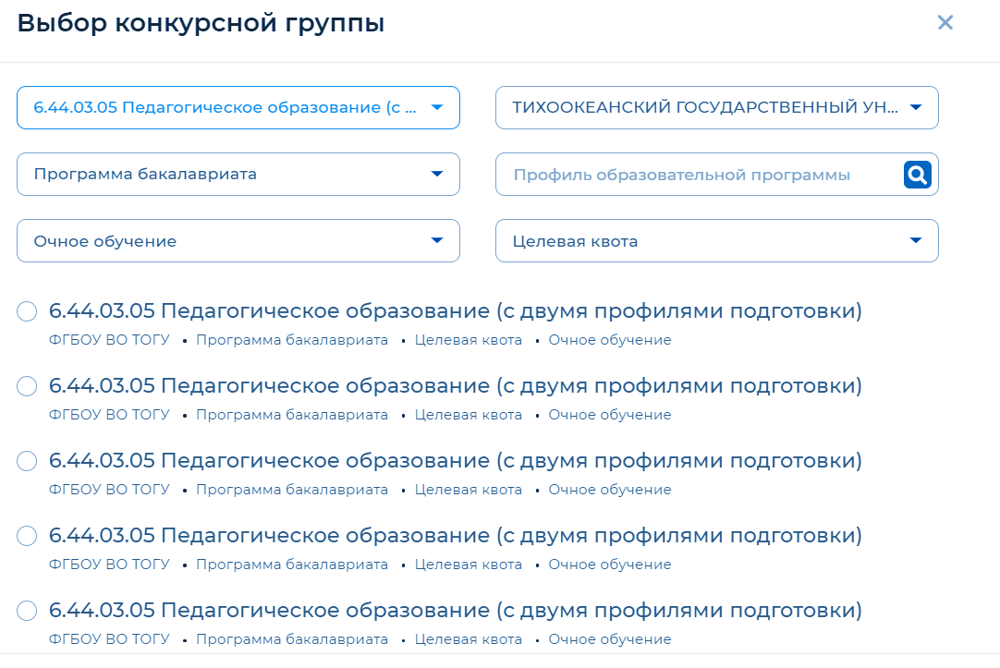 Выбор конкурсной группы
6.44.03.05 Педагогическое образование (с ...
ТИХООКЕАНСКИЙ ГОСУДАРСТВЕННЫЙ УН...
Программа бакалавриата
Профиль образовательной программы
Очное обучение
Целевая квота
6.44.03.05 Педагогическое образование (с двумя профилями подготовки)
ФГБОУ ВО ТОГУ • Программа бакалавриата • Целевая квота • Очное обучение
6.44.03.05 Педагогическое образование (с двумя профилями подготовки)
ФГБОУ ВО ТОГУ • Программа бакалавриата • Целевая квота • Очное обучение
6.44.03.05 Педагогическое образование (с двумя профилями подготовки)
ФГБОУ ВО ТОГУ • Программа бакалавриата • Целевая квота • Очное обучение
6.44.03.05 Педагогическое образование (с двумя профилями подготовки)
ФГБОУ ВО ТОГУ • Программа бакалавриата • Целевая квота • Очное обучение
6.44.03.05 Педагогическое образование (с двумя профилями подготовки)
ФГБОУ ВО ТОГУ • Программа бакалавриата • Целевая квота • Очное обучение